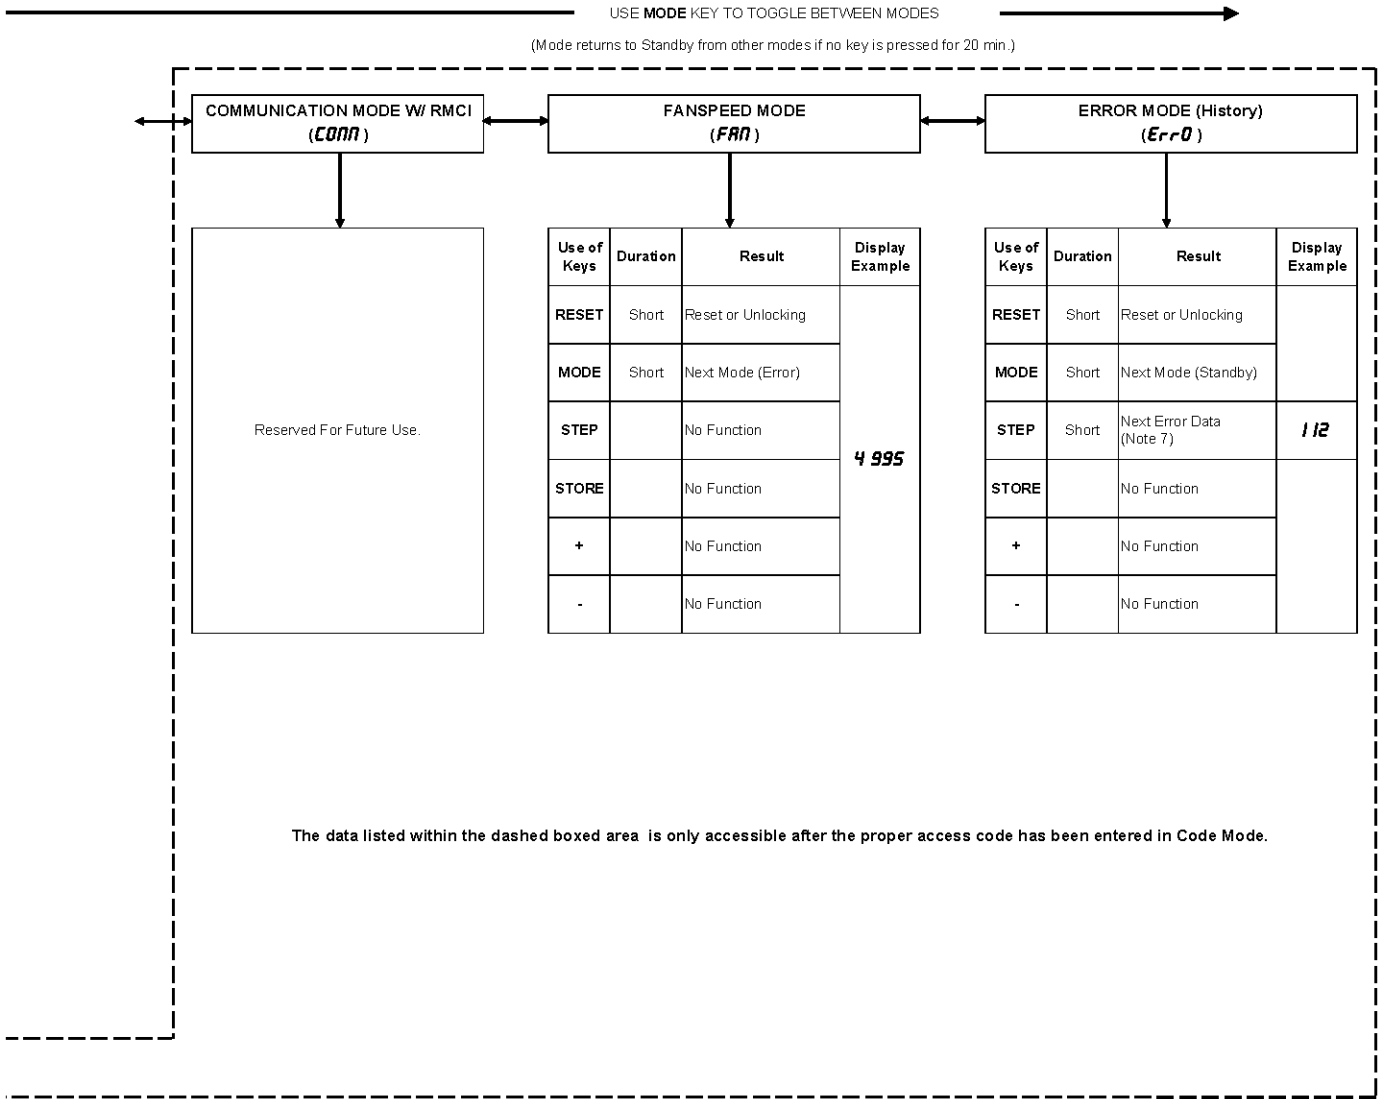 USE MODE KEY TO TOGGLE BETWEEN MODES
(Mode returns to Standby from other modes if no key is pressed for 20 min.)
COMMUNICATION MODE W/ RMCI
(CONN)
FANSPEED MODE
(FAN)
ERROR MODE (History)
(Err0)
Reserved For Future Use.
Use of Keys Duration Result Display Example
RESET Short Reset or Unlocking
MODE Short Next Mode (Error)
STEP No Function
4 995
STORE No Function
+ No Function
- No Function
Use of Keys Duration Result Display Example
RESET Short Reset or Unlocking
MODE Short Next Mode (Standby)
STEP Short Next Error Data (Note 7) 1 12
STORE No Function
+ No Function
- No Function
The data listed within the dashed boxed area is only accessible after the proper access code has been entered in Code Mode.